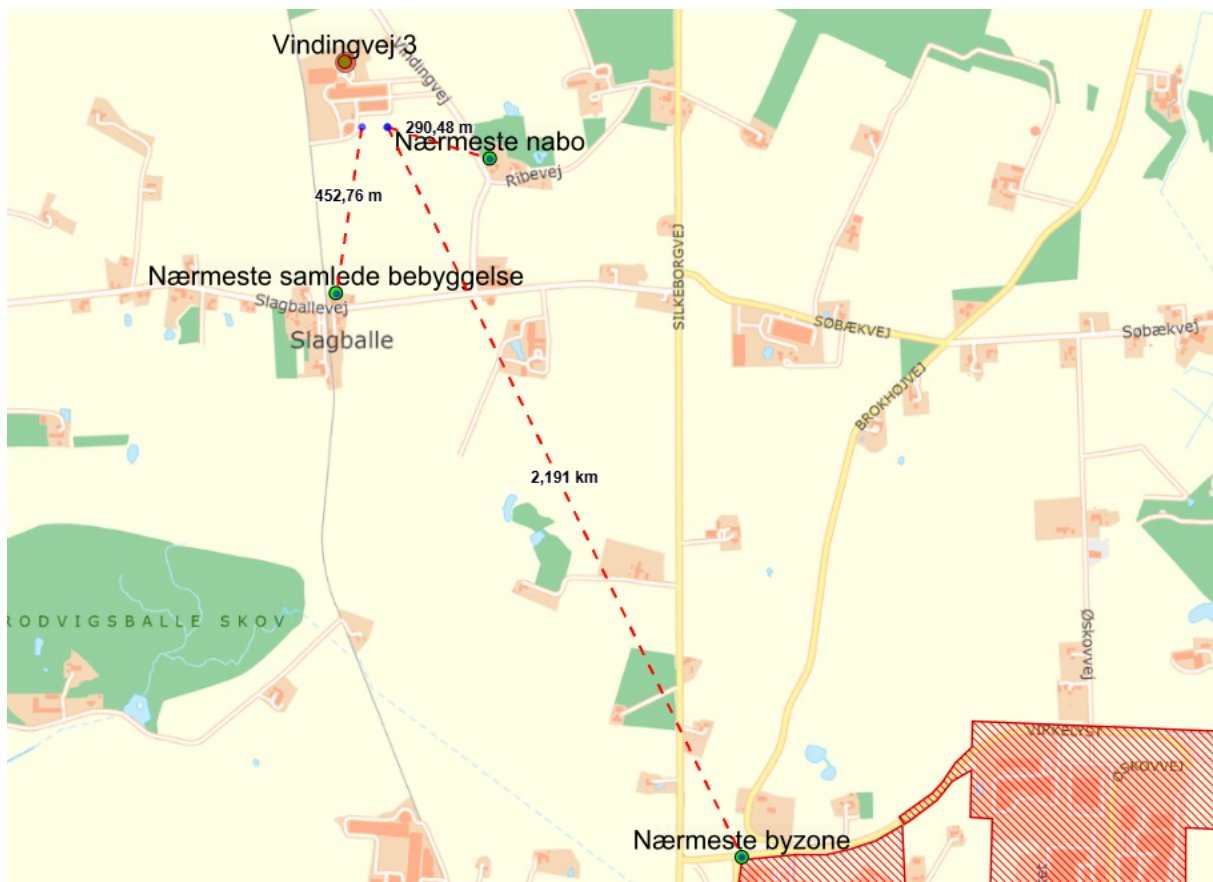 Vindingvej 3
Vindingvej
290,48 m
Nærmeste nabo
Ribevej
452,76 m
SILKEBORGVEJ
Nærmeste samlede bebyggelse
Slagballevej
Slagballe
SØBÆKVEJ
Søbækvej
BROKHØJVEJ
2,191 km
RODVIGSBALLE SKOV
Øskovvej
VIRKELYST
ØSKOVVEJ
Nærmeste byzone